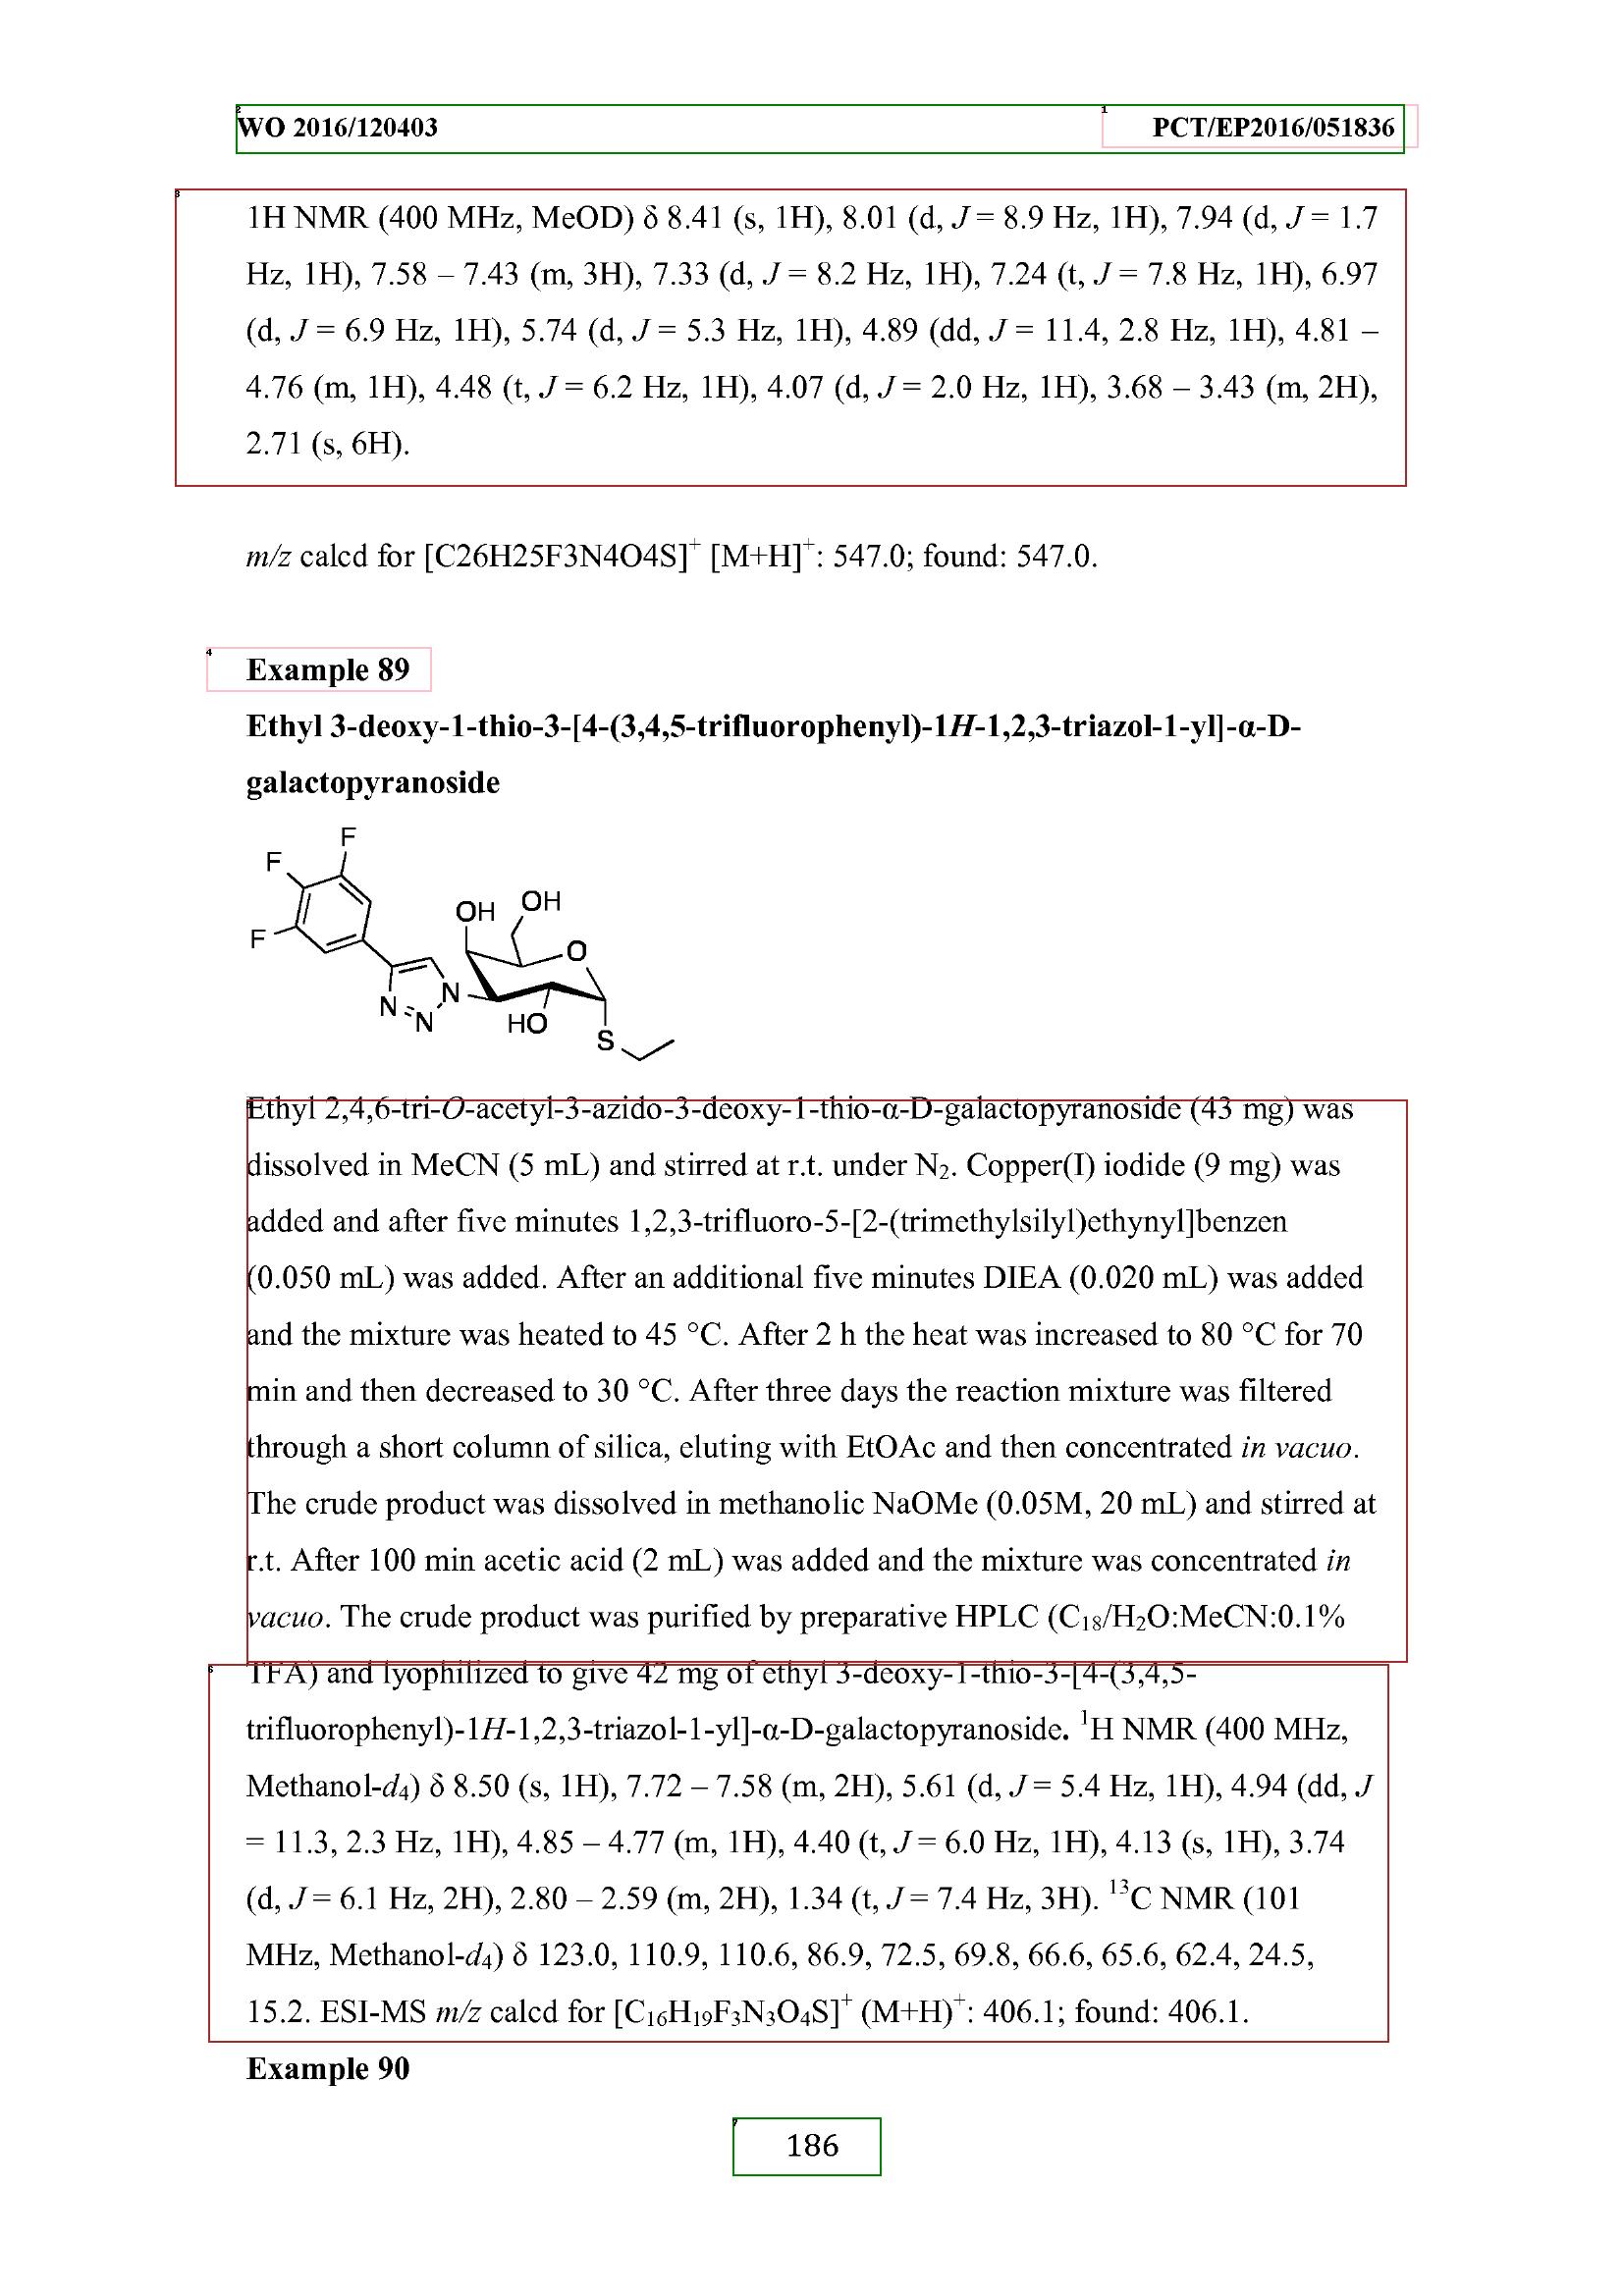 WO 2016/120403 PCT/EP2016/051836
1H NMR (400 MHz, MeOD) δ 8.41 (s, 1H), 8.01 (d, J = 8.9 Hz, 1H), 7.94 (d, J = 1.7
Hz, 1H), 7.58 – 7.43 (m, 3H), 7.33 (d, J = 8.2 Hz, 1H), 7.24 (t, J = 7.8 Hz, 1H), 6.97
(d, J = 6.9 Hz, 1H), 5.74 (d, J = 5.3 Hz, 1H), 4.89 (dd, J = 11.4, 2.8 Hz, 1H), 4.81 –
4.76 (m, 1H), 4.48 (t, J = 6.2 Hz, 1H), 4.07 (d, J = 2.0 Hz, 1H), 3.68 – 3.43 (m, 2H),
2.71 (s, 6H).
m/z calcd for [C26H25F3N4O4S]⁺ [M+H]⁺: 547.0; found: 547.0.
Example 89
Ethyl 3-deoxy-1-thio-3-[4-(3,4,5-trifluorophenyl)-1H-1,2,3-triazol-1-yl]-α-D-
galactopyranoside
F
F
OH
OH
F
O
N
N
N
HO
S
Ethyl 2,4,6-tri-O-acetyl-3-azido-3-deoxy-1-thio-α-D-galactopyranoside (43 mg) was
dissolved in MeCN (5 mL) and stirred at r.t. under N₂. Copper(I) iodide (9 mg) was
added and after five minutes 1,2,3-trifluoro-5-[2-(trimethylsilyl)ethynyl]benzen
(0.050 mL) was added. After an additional five minutes DIEA (0.020 mL) was added
and the mixture was heated to 45 °C. After 2 h the heat was increased to 80 °C for 70
min and then decreased to 30 °C. After three days the reaction mixture was filtered
through a short column of silica, eluting with EtOAc and then concentrated in vacuo.
The crude product was dissolved in methanolic NaOMe (0.05M, 20 mL) and stirred at
r.t. After 100 min acetic acid (2 mL) was added and the mixture was concentrated in
vacuo. The crude product was purified by preparative HPLC (C₁₈/H₂O:MeCN:0.1%
TFA) and lyophilized to give 42 mg of ethyl 3-deoxy-1-thio-3-[4-(3,4,5-
trifluorophenyl)-1H-1,2,3-triazol-1-yl]-α-D-galactopyranoside. ¹H NMR (400 MHz,
Methanol-d₄) δ 8.50 (s, 1H), 7.72 – 7.58 (m, 2H), 5.61 (d, J = 5.4 Hz, 1H), 4.94 (dd, J
= 11.3, 2.3 Hz, 1H), 4.85 – 4.77 (m, 1H), 4.40 (t, J = 6.0 Hz, 1H), 4.13 (s, 1H), 3.74
(d, J = 6.1 Hz, 2H), 2.80 – 2.59 (m, 2H), 1.34 (t, J = 7.4 Hz, 3H). ¹³C NMR (101
MHz, Methanol-d₄) δ 123.0, 110.9, 110.6, 86.9, 72.5, 69.8, 66.6, 65.6, 62.4, 24.5,
15.2. ESI-MS m/z calcd for [C₁₆H₁₉F₃N₃O₄S]⁺ (M+H)⁺: 406.1; found: 406.1.
Example 90
186